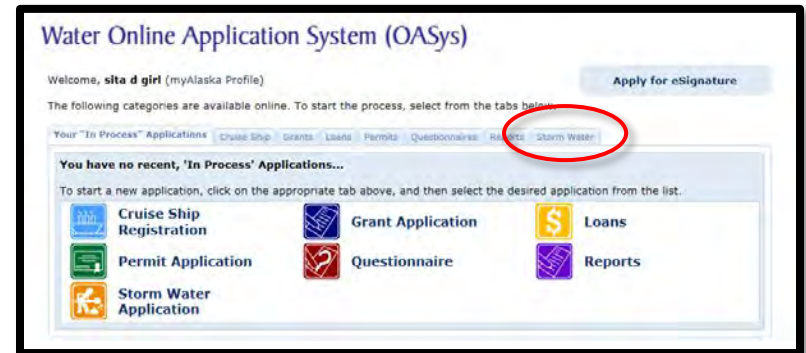 Water Online Application System (OASys)
Welcome, sita d girl (myAlaska Profile)
Apply for eSignature
The following categories are available online. To start the process, select from the tabs below.
Your "In Process" Applications Cruise Ship Grants Loans Permits Questionnaires Reports Storm Water
You have no recent, 'In Process' Applications...
To start a new application, click on the appropriate tab above, and then select the desired application from the list.
Cruise Ship
Registration
Grant Application
Loans
Permit Application
Questionnaire
Reports
Storm Water
Application